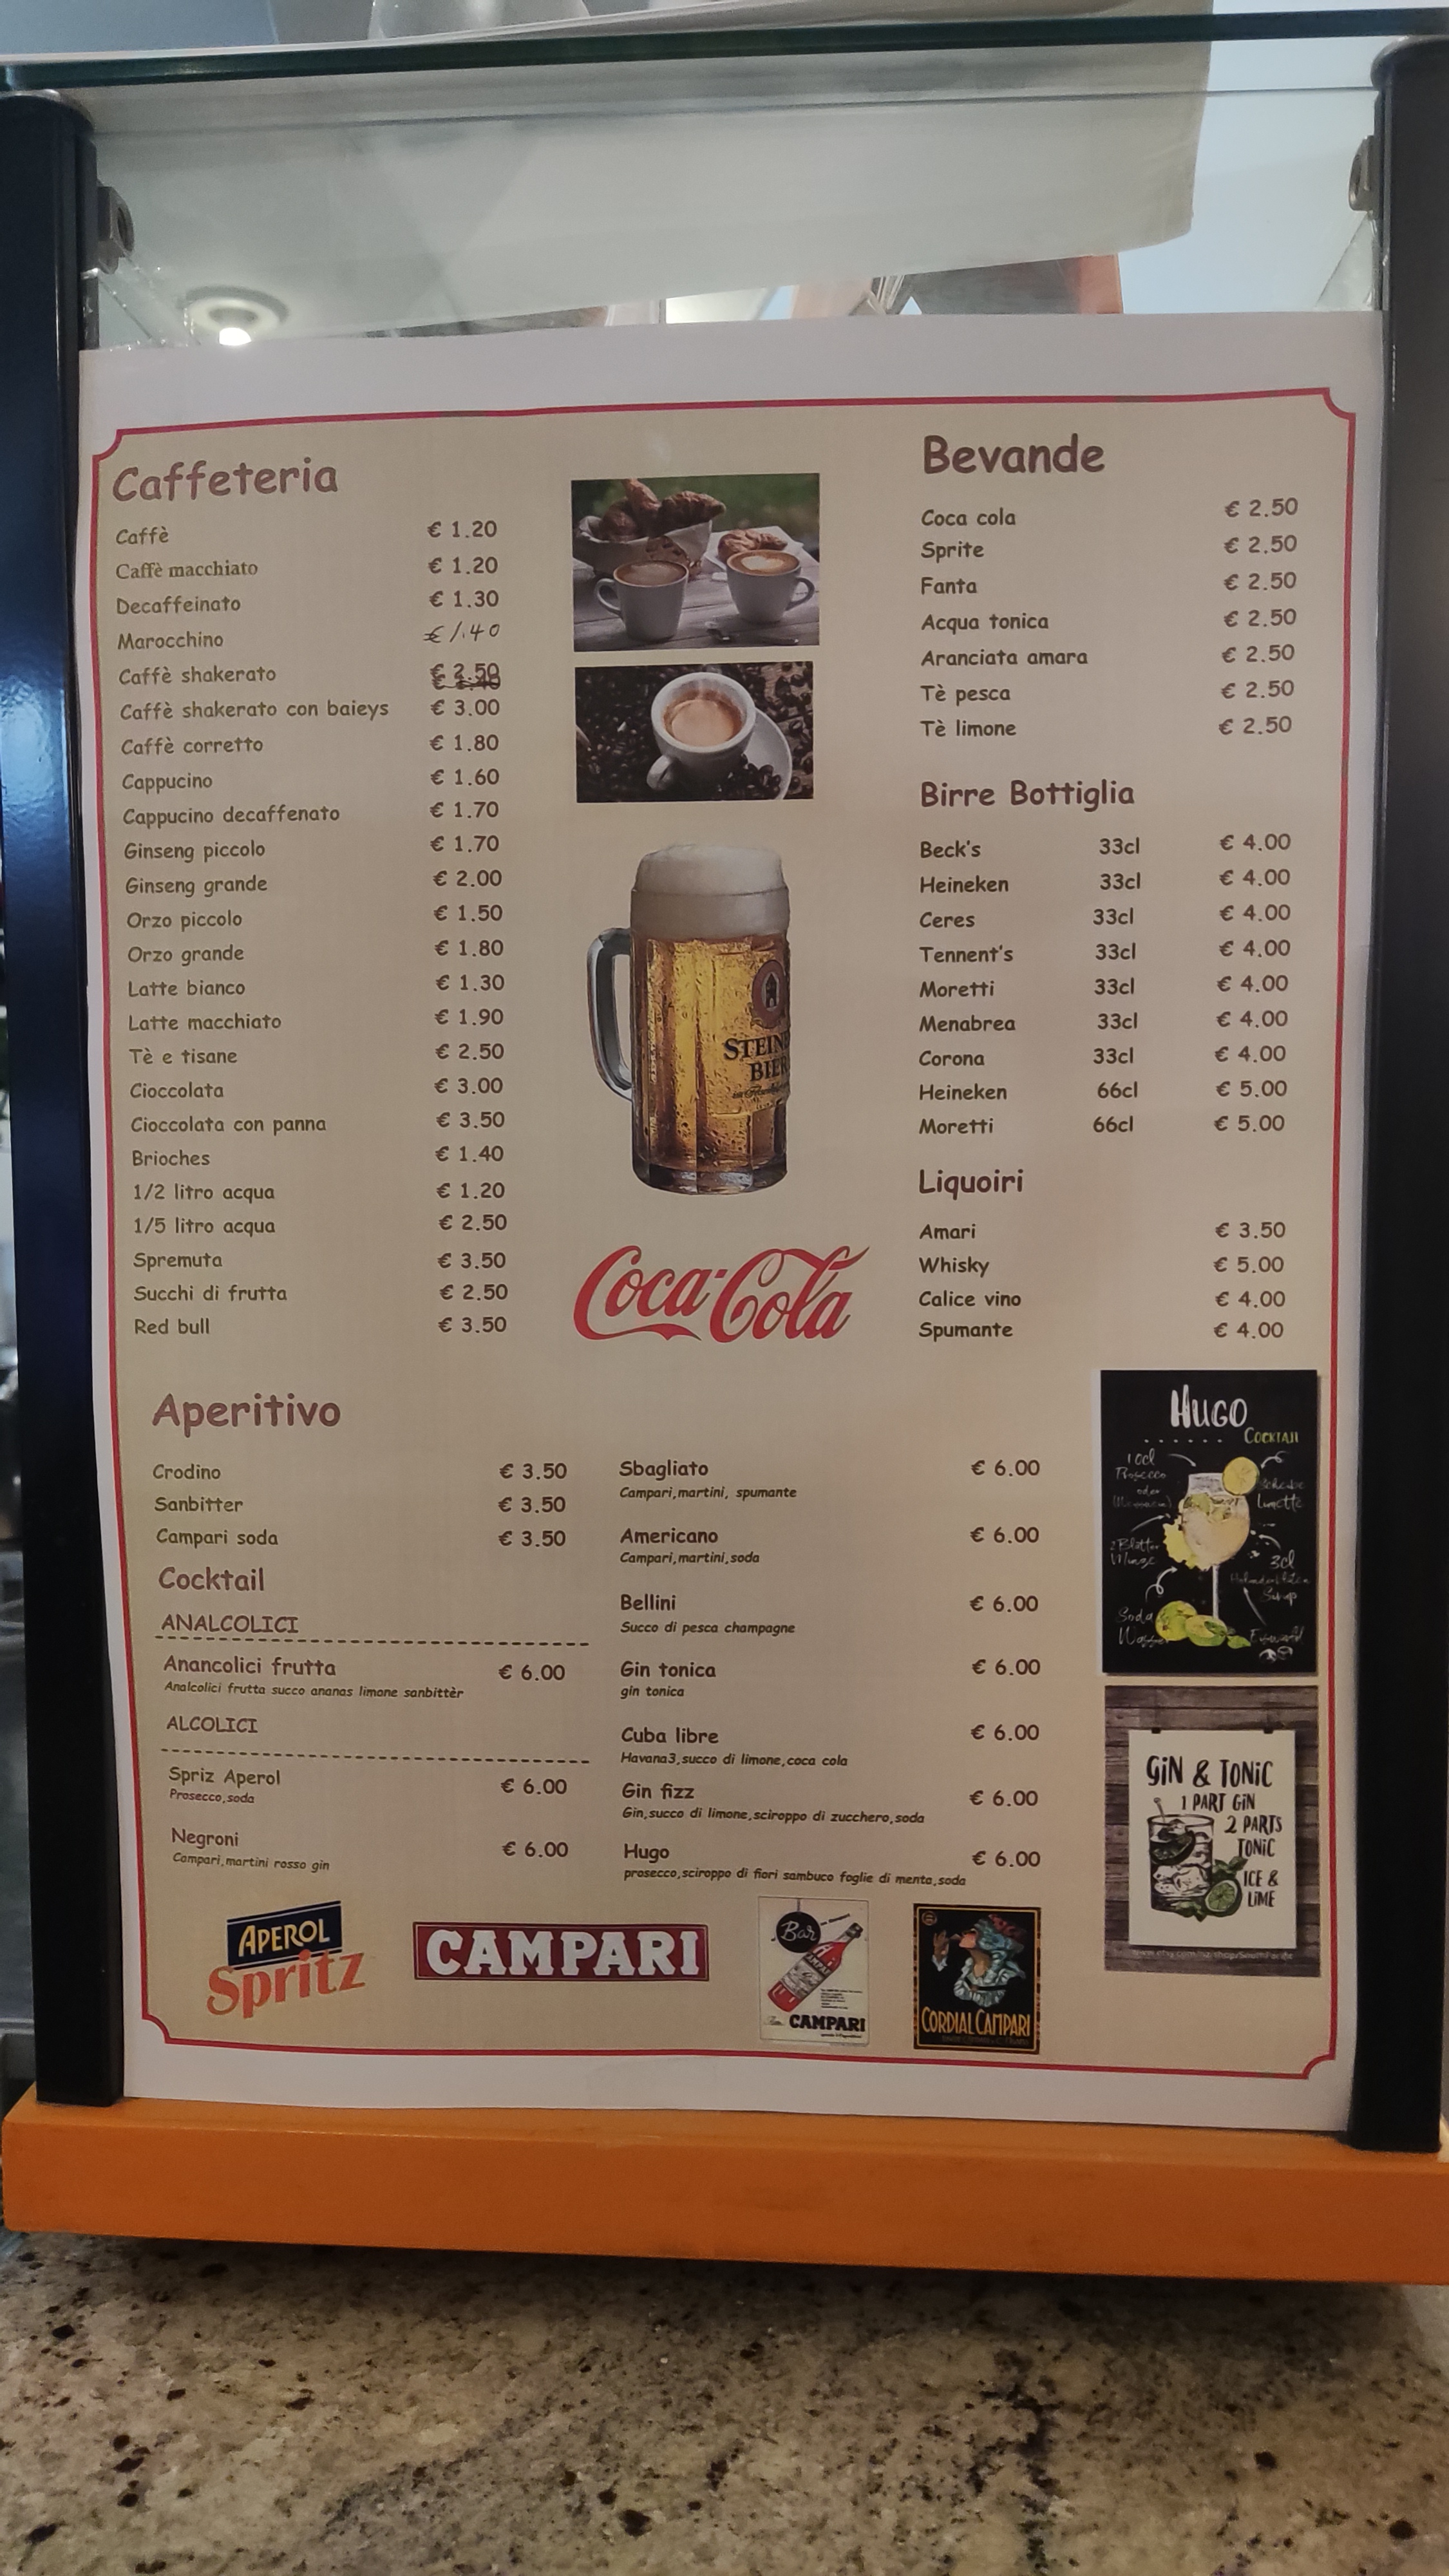 Caffeteria
Caffè € 1.20
Caffè macchiato € 1.20
Decaffeinato € 1.30
Marocchino € 1.40
Caffè shakerato € 2.50
Caffè shakerato con baieys € 3.00
Caffè corretto € 1.80
Cappucino € 1.60
Cappucino decaffenato € 1.70
Ginseng piccolo € 1.70
Ginseng grande € 2.00
Orzo piccolo € 1.50
Orzo grande € 1.80
Latte bianco € 1.30
Latte macchiato € 1.90
Tè e tisane € 2.50
Cioccolata € 3.00
Cioccolata con panna € 3.50
Brioches € 1.40
1/2 litro acqua € 1.20
1/5 litro acqua € 2.50
Spremuta € 3.50
Succhi di frutta € 2.50
Red bull € 3.50
STEIN
BIER
Coca-Cola
Bevande
Coca cola € 2.50
Sprite € 2.50
Fanta € 2.50
Acqua tonica € 2.50
Aranciata amara € 2.50
Tè pesca € 2.50
Tè limone € 2.50
Birre Bottiglia
Beck's 33cl € 4.00
Heineken 33cl € 4.00
Ceres 33cl € 4.00
Tennent's 33cl € 4.00
Moretti 33cl € 4.00
Menabrea 33cl € 4.00
Corona 33cl € 4.00
Heineken 66cl € 5.00
Moretti 66cl € 5.00
Liquoiri
Amari € 3.50
Whisky € 5.00
Calice vino € 4.00
Spumante € 4.00
Aperitivo
Crodino € 3.50
Sanbitter € 3.50
Campari soda € 3.50
Cocktail
ANALCOLICI
Anancolici frutta € 6.00
Analcolici frutta succo ananas limone sanbittèr
ALCOLICI
Spriz Aperol € 6.00
Prosecco,soda
Negroni € 6.00
Campari,martini rosso gin
Sbagliato € 6.00
Campari,martini, spumante
Americano € 6.00
Campari,martini,soda
Bellini € 6.00
Succo di pesca champagne
Gin tonica € 6.00
gin tonica
Cuba libre € 6.00
Havana3,succo di limone,coca cola
Gin fizz € 6.00
Gin,succo di limone,sciroppo di zucchero,soda
Hugo € 6.00
prosecco,sciroppo di fiori sambuco foglie di menta,soda
HUGO
COCKTAIL
10cl
Prosecco
oder
Limette
2 Blätter
Minze
3cl
Sirup
Soda
GiN & TONiC
1 PART GiN
2 PARTS
TONiC
ICE &
LiME
APEROL
Spritz
CAMPARI
Bar
CAMPARI
CORDIAL CAMPARI